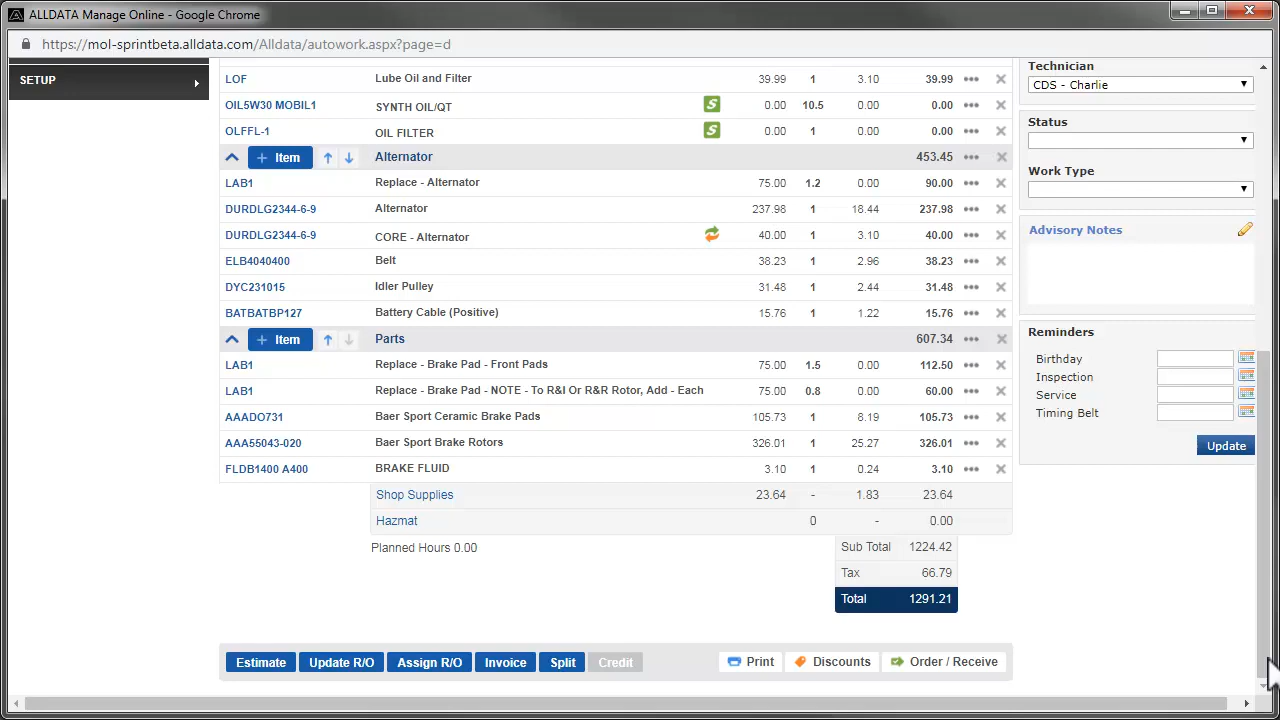 ALLDATA Manage Online - Google Chrome
https://mol-sprintbeta.alldata.com/Alldata/autowork.aspx?page=d
SETUP
LOF Lube Oil and Filter 39.99 1 3.10 39.99
OIL5W30 MOBIL1 SYNTH OIL/QT S 0.00 10.5 0.00 0.00
OLFFL-1 OIL FILTER S 0.00 1 0.00 0.00
+ Item Alternator 453.45
LAB1 Replace - Alternator 75.00 1.2 0.00 90.00
DURDLG2344-6-9 Alternator 237.98 1 18.44 237.98
DURDLG2344-6-9 CORE - Alternator 40.00 1 3.10 40.00
ELB4040400 Belt 38.23 1 2.96 38.23
DYC231015 Idler Pulley 31.48 1 2.44 31.48
BATBATBP127 Battery Cable (Positive) 15.76 1 1.22 15.76
+ Item Parts 607.34
LAB1 Replace - Brake Pad - Front Pads 75.00 1.5 0.00 112.50
LAB1 Replace - Brake Pad - NOTE - To R&I Or R&R Rotor, Add - Each 75.00 0.8 0.00 60.00
AAADO731 Baer Sport Ceramic Brake Pads 105.73 1 8.19 105.73
AAA55043-020 Baer Sport Brake Rotors 326.01 1 25.27 326.01
FLDB1400 A400 BRAKE FLUID 3.10 1 0.24 3.10
Shop Supplies 23.64 - 1.83 23.64
Hazmat 0 - 0.00
Planned Hours 0.00
Sub Total 1224.42
Tax 66.79
Total 1291.21
Estimate Update R/O Assign R/O Invoice Split Credit Print Discounts Order / Receive
Technician
CDS - Charlie
Status
Work Type
Advisory Notes
Reminders
Birthday
Inspection
Service
Timing Belt
Update